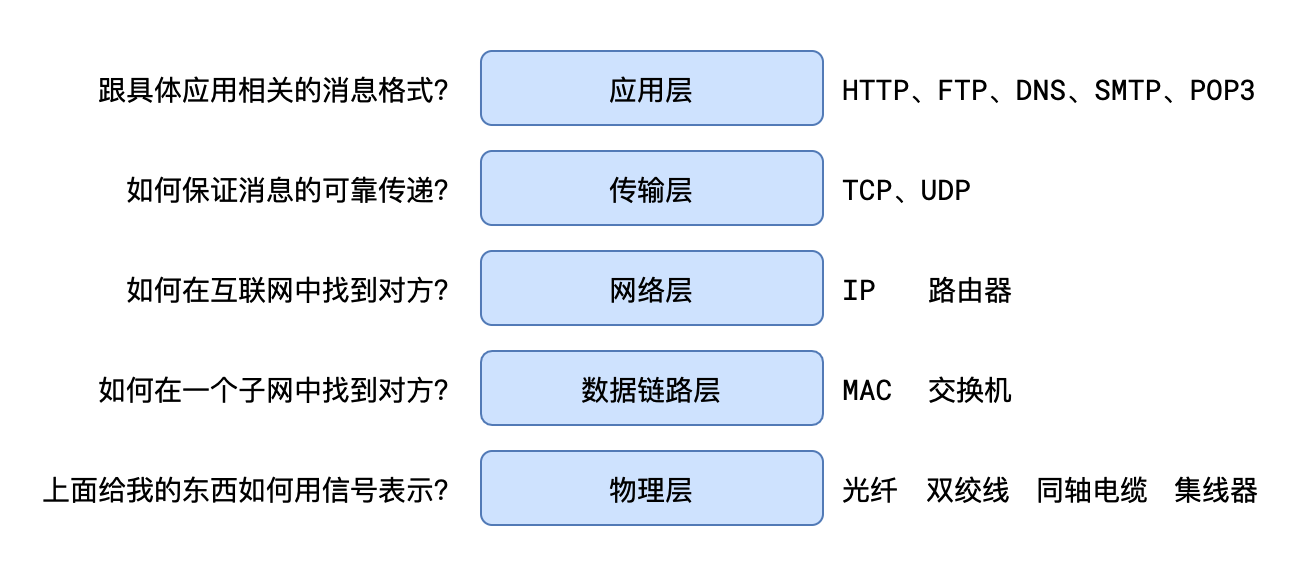 跟具体应用相关的消息格式? 应用层 HTTP、FTP、DNS、SMTP、POP3
如何保证消息的可靠传递? 传输层 TCP、UDP
如何在互联网中找到对方? 网络层 IP 路由器
如何在一个子网中找到对方? 数据链路层 MAC 交换机
上面给我的东西如何用信号表示? 物理层 光纤 双绞线 同轴电缆 集线器